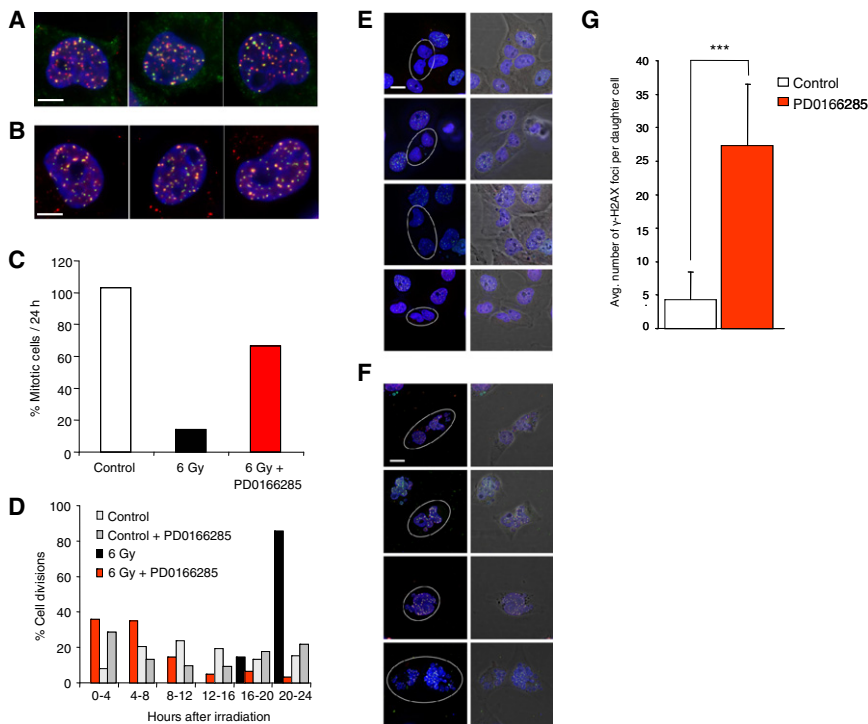 A
B
C
120
100
80
60
40
20
0
% Mitotic cells / 24 h
Control
6 Gy
6 Gy +
PD0166285
D
100
80
60
40
20
0
% Cell divisions
Control
Control + PD0166285
6 Gy
6 Gy + PD0166285
0-4
4-8
8-12
12-16
16-20
20-24
Hours after irradiation
E
F
G
40
35
30
25
20
15
10
5
0
Avg. number of γ-H2AX foci per daughter cell
***
Control
PD0166285